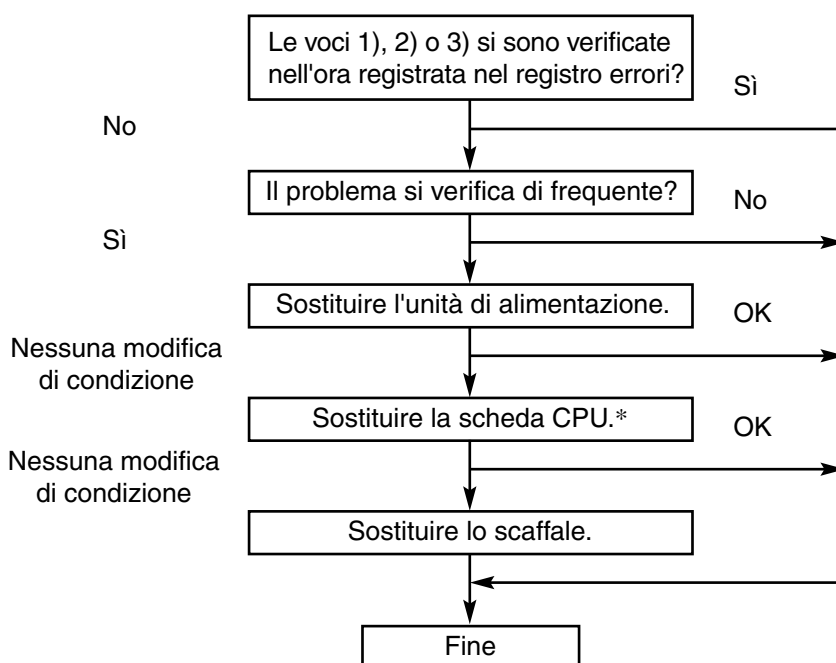 Le voci 1), 2) o 3) si sono verificate
nell'ora registrata nel registro errori?
Sì
No
Il problema si verifica di frequente?
No
Sì
Sostituire l'unità di alimentazione.
OK
Nessuna modifica
di condizione
Sostituire la scheda CPU.*
OK
Nessuna modifica
di condizione
Sostituire lo scaffale.
Fine